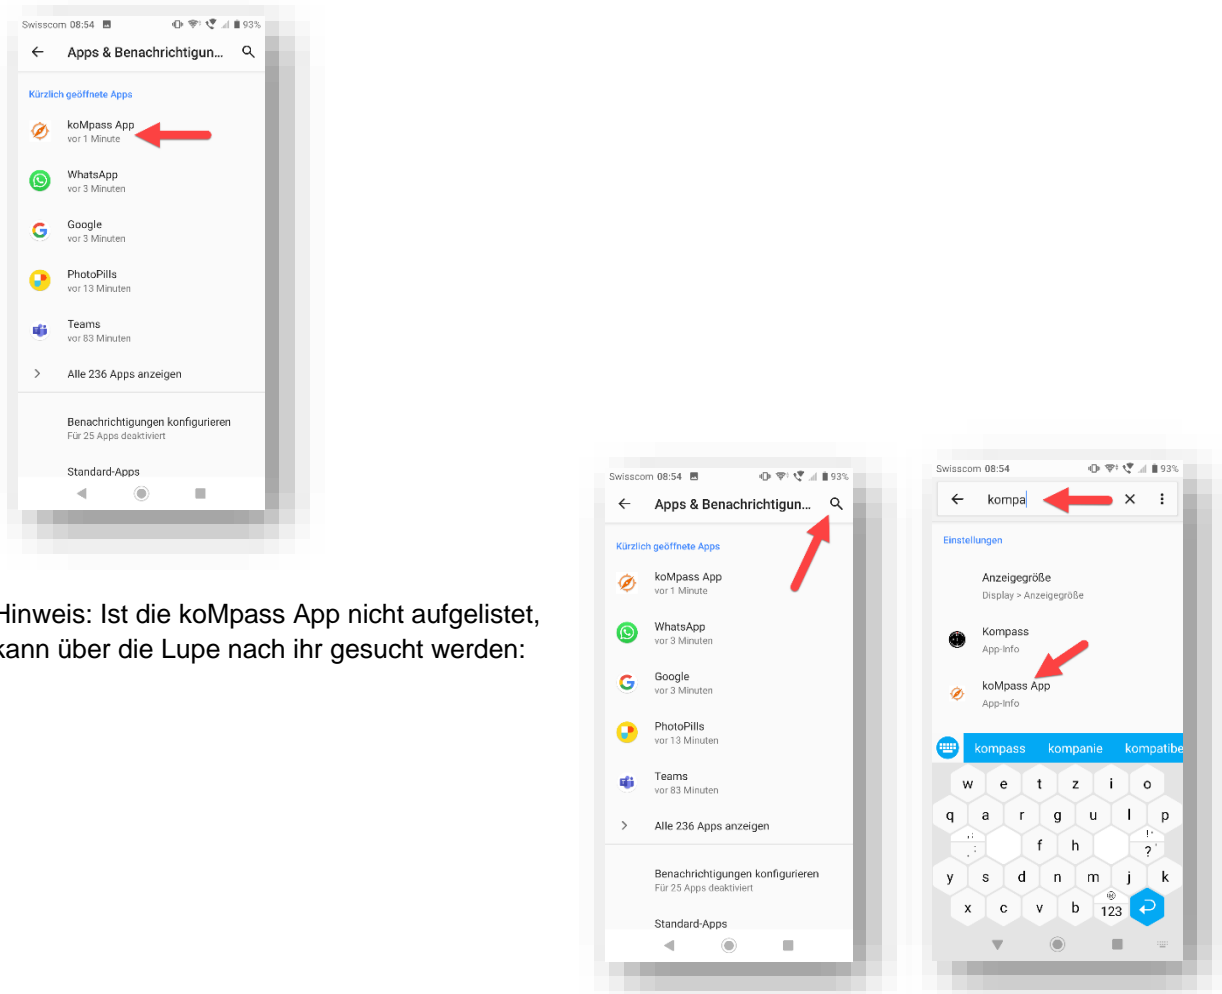 Swisscom 08:54 93%
Apps & Benachrichtigun...
Kürzlich geöffnete Apps
koMpass App
vor 1 Minute
WhatsApp
vor 3 Minuten
Google
vor 3 Minuten
PhotoPills
vor 13 Minuten
Teams
vor 83 Minuten
Alle 236 Apps anzeigen
Benachrichtigungen konfigurieren
Für 25 Apps deaktiviert
Standard-Apps
Hinweis: Ist die koMpass App nicht aufgelistet,
kann über die Lupe nach ihr gesucht werden:
Swisscom 08:54 93%
Apps & Benachrichtigun...
Kürzlich geöffnete Apps
koMpass App
vor 1 Minute
WhatsApp
vor 3 Minuten
Google
vor 3 Minuten
PhotoPills
vor 13 Minuten
Teams
vor 83 Minuten
Alle 236 Apps anzeigen
Benachrichtigungen konfigurieren
Für 25 Apps deaktiviert
Standard-Apps
Swisscom 08:54 93%
kompa
Einstellungen
Anzeigegröße
Display > Anzeigegröße
Kompass
App-Info
koMpass App
App-Info
kompass kompanie kompatibe
w e t z i o
q a r g u l p
f h ?
y s d n m j k
x c v b 123